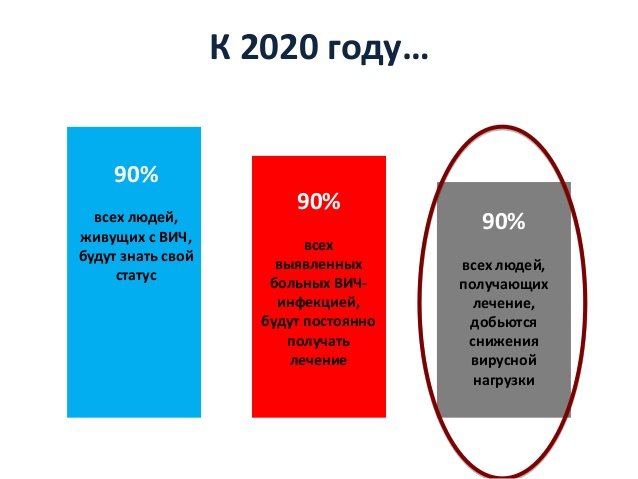 К 2020 году…
90%
всех людей,
живущих с ВИЧ,
будут знать свой
статус
90%
всех
выявленных
больных ВИЧ-
инфекцией,
будут постоянно
получать
лечение
90%
всех людей,
получающих
лечение,
добьются
снижения
вирусной
нагрузки